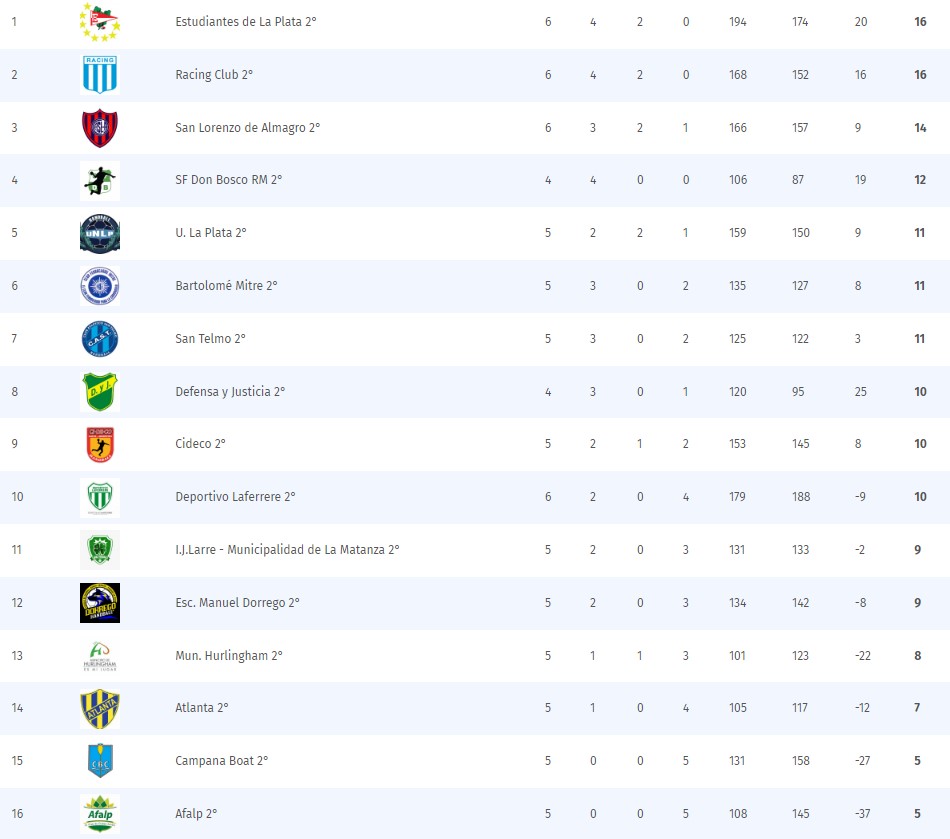 1 Estudiantes de La Plata 2° 6 4 2 0 194 174 20 16
RACING
2 Racing Club 2° 6 4 2 0 168 152 16 16
3 San Lorenzo de Almagro 2° 6 3 2 1 166 157 9 14
4 SF Don Bosco RM 2° 4 4 0 0 106 87 19 12
UNLP
5 U. La Plata 2° 5 2 2 1 159 150 9 11
6 Bartolomé Mitre 2° 5 3 0 2 135 127 8 11
C.A.S.T.
7 San Telmo 2° 5 3 0 2 125 122 3 11
D.yJ.
8 Defensa y Justicia 2° 4 3 0 1 120 95 25 10
9 Cideco 2° 5 2 1 2 153 145 8 10
10 Deportivo Laferrere 2° 6 2 0 4 179 188 -9 10
11 I.J.Larre - Municipalidad de La Matanza 2° 5 2 0 3 131 133 -2 9
DORREGO
12 Esc. Manuel Dorrego 2° 5 2 0 3 134 142 -8 9
HURLINGHAM
13 Mun. Hurlingham 2° 5 1 1 3 101 123 -22 8
ATLANTA
14 Atlanta 2° 5 1 0 4 105 117 -12 7
CBC
15 Campana Boat 2° 5 0 0 5 131 158 -27 5
Afalp
16 Afalp 2° 5 0 0 5 108 145 -37 5